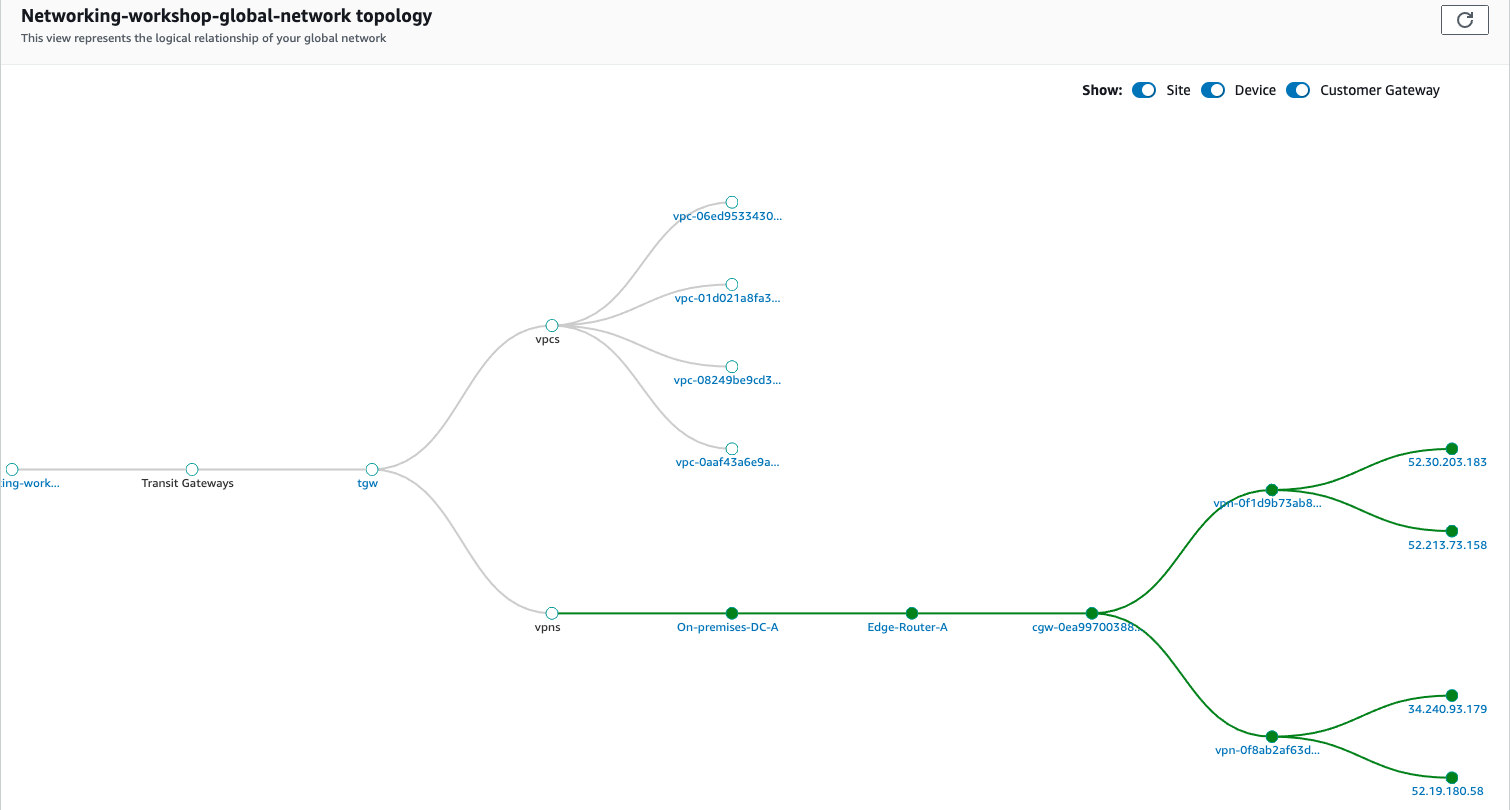 Networking-workshop-global-network topology
This view represents the logical relationship of your global network
Show: Site Device Customer Gateway
vpc-06ed9533430...
vpc-01d021a8fa3...
vpcs
vpc-08249be9cd3...
vpc-0aaf43a6e9a...
52.30.203.183
ing-work...
Transit Gateways
tgw
vpn-0f1d9b73ab8...
52.213.73.158
vpns
On-premises-DC-A
Edge-Router-A
cgw-0ea99700388...
34.240.93.179
vpn-0f8ab2af63d...
52.19.180.58